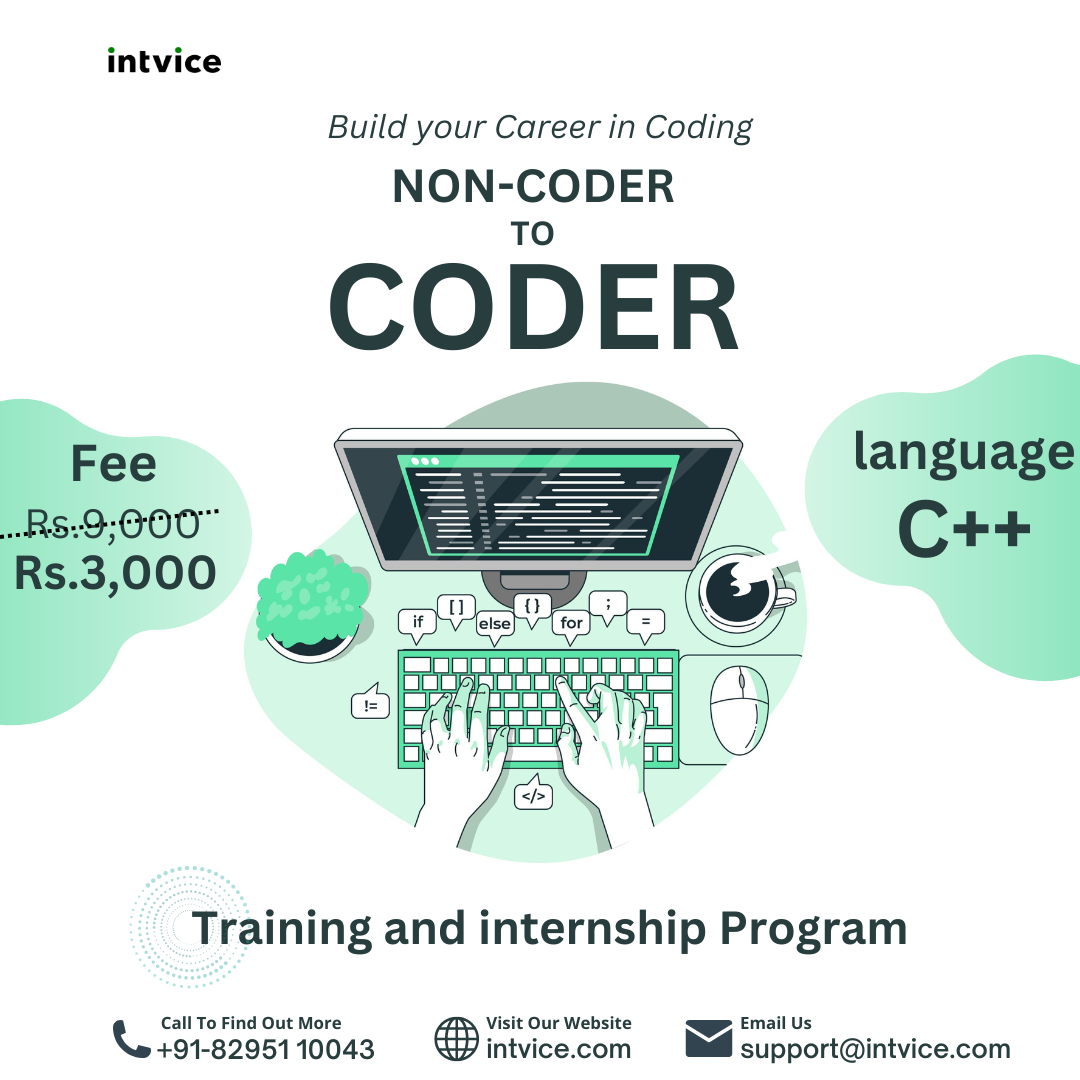 intvice
Build your Career in Coding
NON-CODER
TO
CODER
Fee
Rs.9,000
Rs.3,000
language
C++
if
[ ]
else
{ }
for
;
=
!=
</>
Training and internship Program
Call To Find Out More
+91-82951 10043
Visit Our Website
intvice.com
Email Us
support@intvice.com